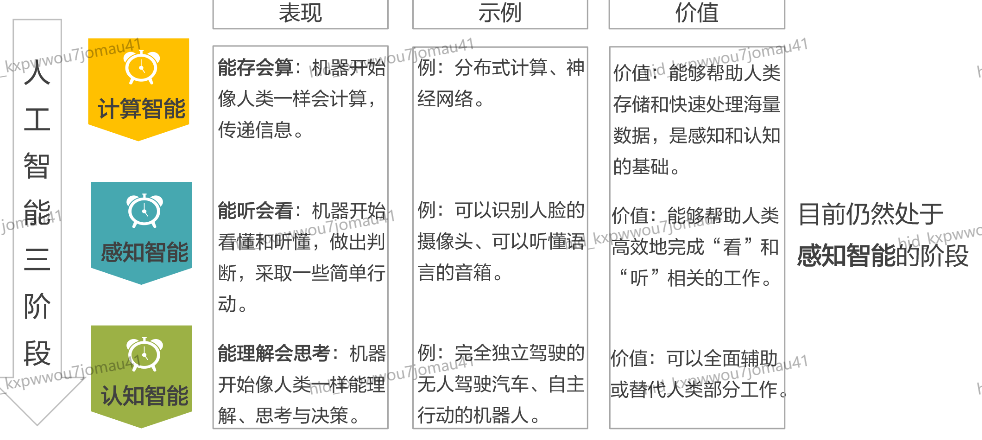 人工智能三阶段
表现
示例
价值
计算智能
能存会算：机器开始
像人类一样会计算，
传递信息。
例：分布式计算、神
经网络。
价值：能够帮助人类
存储和快速处理海量
数据，是感知和认知
的基础。
感知智能
能听会看：机器开始
看懂和听懂，做出判
断，采取一些简单行
动。
例：可以识别人脸的
摄像头、可以听懂语
言的音箱。
价值：能够帮助人类
高效地完成“看”和
“听”相关的工作。
目前仍然处于
感知智能的阶段
认知智能
能理解会思考：机器
开始像人类一样能理
解、思考与决策。
例：完全独立驾驶的
无人驾驶汽车、自主
行动的机器人。
价值：可以全面辅助
或替代人类部分工作。
hid_kxpwwou7jomau41